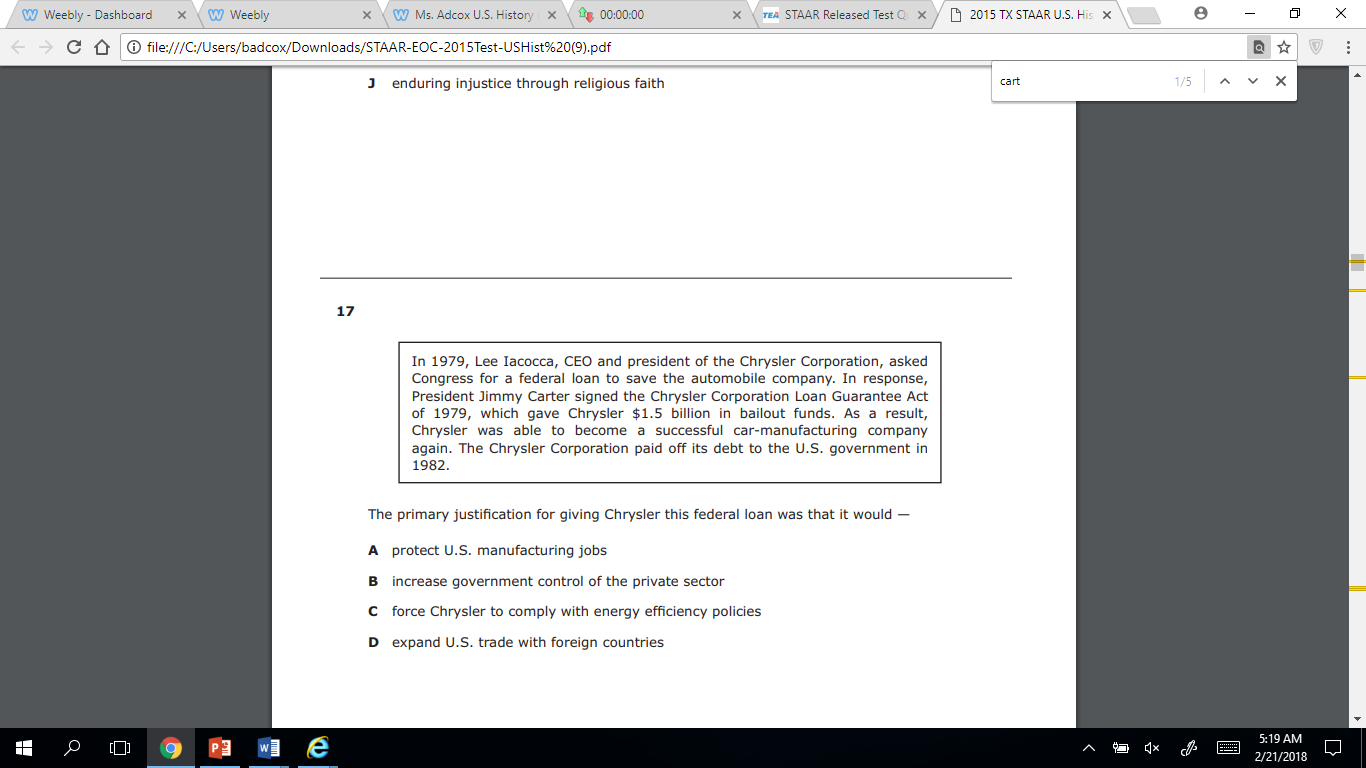 Weebly - Dashboard
Weebly
Ms. Adcox U.S. History
00:00:00
TEA STAAR Released Test Q
2015 TX STAAR U.S. His
file:///C:/Users/badcox/Downloads/STAAR-EOC-2015Test-USHist%20(9).pdf
cart 1/5
J enduring injustice through religious faith
17
In 1979, Lee Iacocca, CEO and president of the Chrysler Corporation, asked
Congress for a federal loan to save the automobile company. In response,
President Jimmy Carter signed the Chrysler Corporation Loan Guarantee Act
of 1979, which gave Chrysler $1.5 billion in bailout funds. As a result,
Chrysler was able to become a successful car-manufacturing company
again. The Chrysler Corporation paid off its debt to the U.S. government in
1982.
The primary justification for giving Chrysler this federal loan was that it would —
A protect U.S. manufacturing jobs
B increase government control of the private sector
C force Chrysler to comply with energy efficiency policies
D expand U.S. trade with foreign countries
5:19 AM
2/21/2018